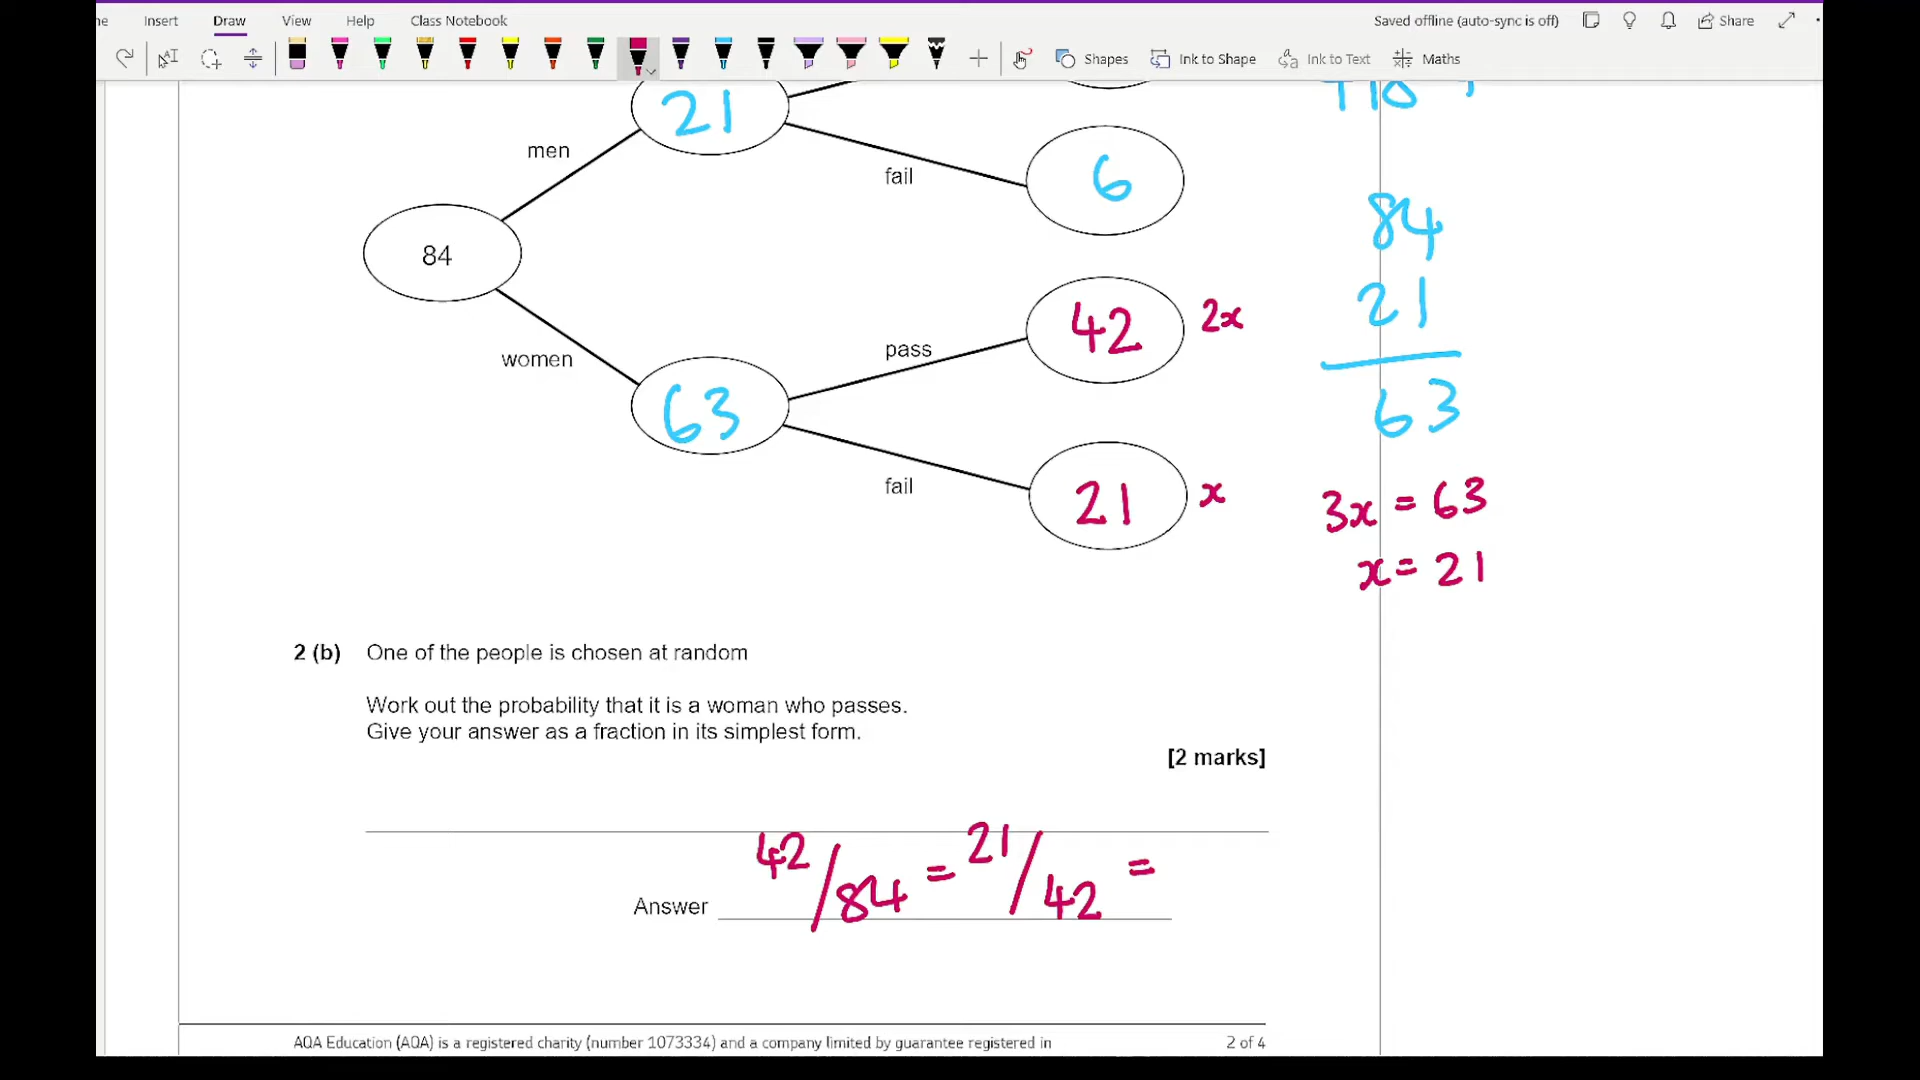 Insert Draw View Help Class Notebook Saved offline (auto-sync is off) Share
Shapes Ink to Shape Ink to Text Maths
21
men
fail
6
84
84
21
63
women
63
pass
42 2x
fail
21 x
3x = 63
x = 21
2 (b) One of the people is chosen at random
Work out the probability that it is a woman who passes.
Give your answer as a fraction in its simplest form.
[2 marks]
Answer 42/84 = 21/42 =
AQA Education (AQA) is a registered charity (number 1073334) and a company limited by guarantee registered in 2 of 4